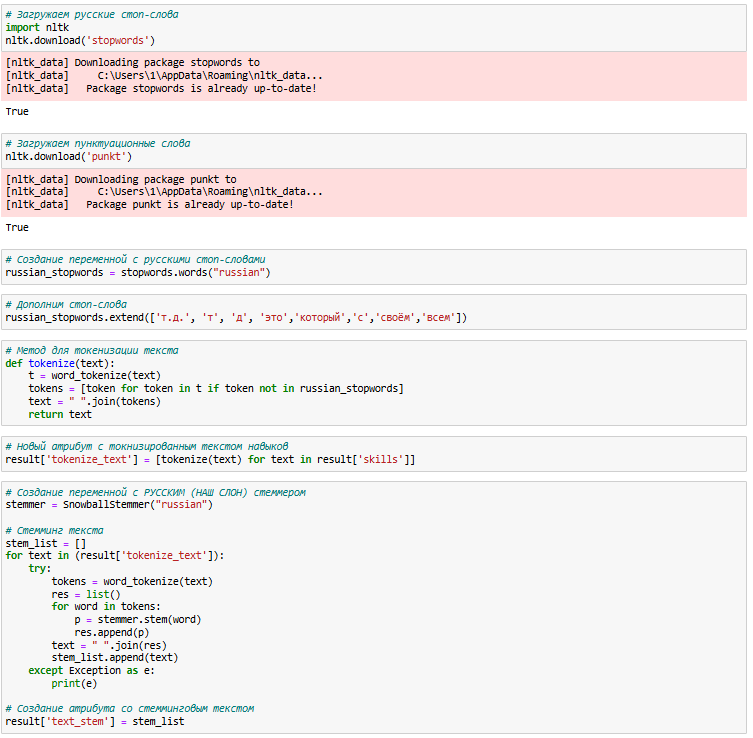 # Загружаем русские стоп-слова
import nltk
nltk.download('stopwords')
[nltk_data] Downloading package stopwords to
[nltk_data]     C:\Users\1\AppData\Roaming\nltk_data...
[nltk_data]   Package stopwords is already up-to-date!
True
# Загружаем пунктуационные слова
nltk.download('punkt')
[nltk_data] Downloading package punkt to
[nltk_data]     C:\Users\1\AppData\Roaming\nltk_data...
[nltk_data]   Package punkt is already up-to-date!
True
# Создание переменной с русскими стоп-словами
russian_stopwords = stopwords.words("russian")
# Дополним стоп-слова
russian_stopwords.extend(['т.д.', 'т', 'д', 'это','который','с','своём','всем'])
# Метод для токенизации текста
def tokenize(text):
    t = word_tokenize(text)
    tokens = [token for token in t if token not in russian_stopwords]
    text = " ".join(tokens)
    return text
# Новый атрибут с токнизированным текстом навыков
result['tokenize_text'] = [tokenize(text) for text in result['skills']]
# Создание переменной с РУССКИМ (НАШ СЛОН) стеммером
stemmer = SnowballStemmer("russian")
# Стемминг текста
stem_list = []
for text in (result['tokenize_text']):
    try:
        tokens = word_tokenize(text)
        res = list()
        for word in tokens:
            p = stemmer.stem(word)
            res.append(p)
        text = " ".join(res)
        stem_list.append(text)
    except Exception as e:
        print(e)
# Создание атрибута со стемминговым текстом
result['text_stem'] = stem_list